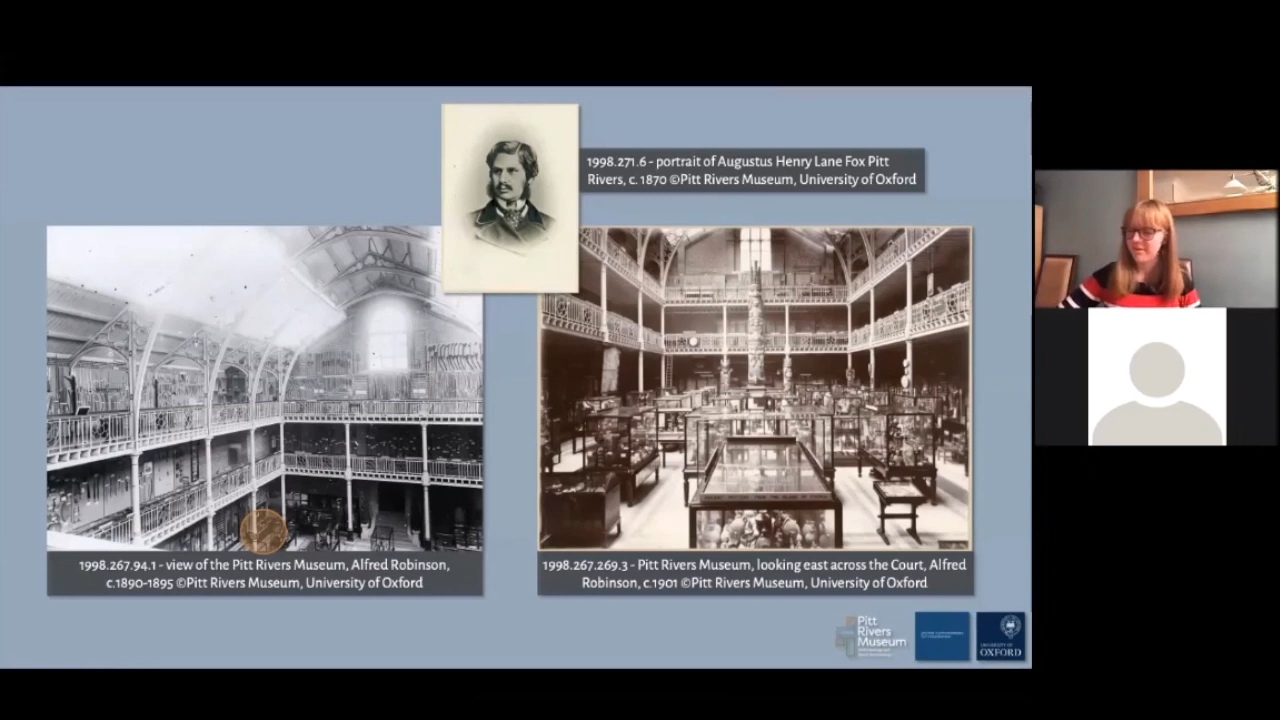 1998.271.6 - portrait of Augustus Henry Lane Fox Pitt
Rivers, c. 1870 ©Pitt Rivers Museum, University of Oxford
1998.267.94.1 - view of the Pitt Rivers Museum, Alfred Robinson,
c.1890-1895 ©Pitt Rivers Museum, University of Oxford
1998.267.269.3 - Pitt Rivers Museum, looking east across the Court, Alfred
Robinson, c.1901 ©Pitt Rivers Museum, University of Oxford
Pitt
Rivers
Museum
UNIVERSITY OF
OXFORD